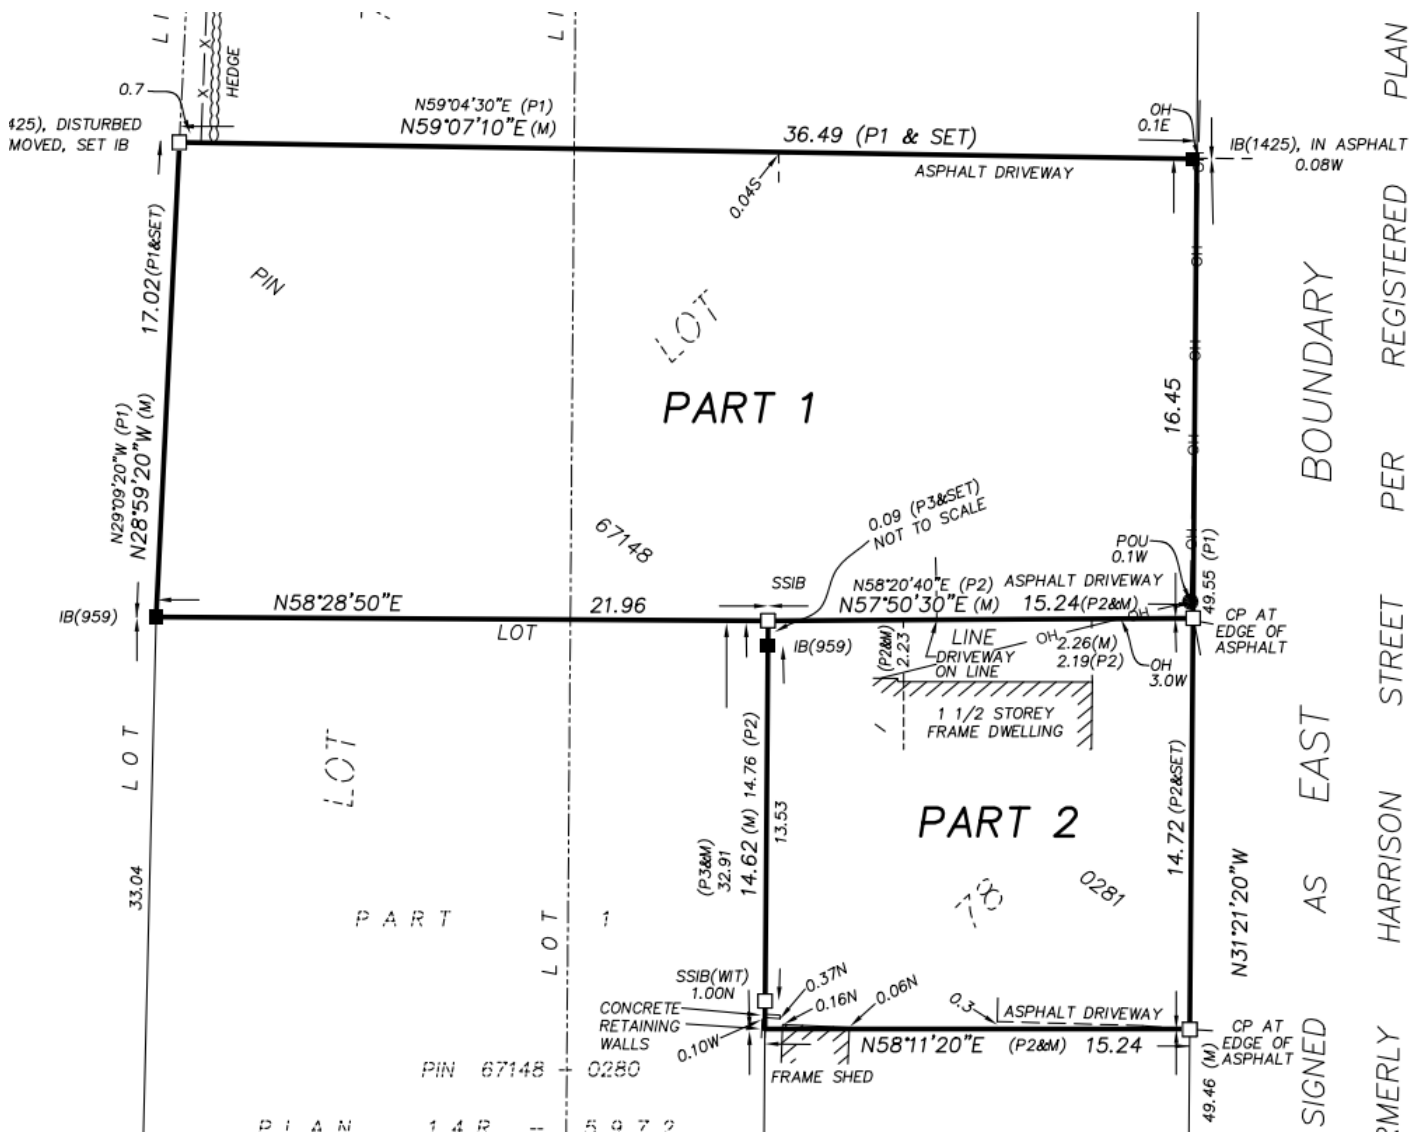 HEDGE
0.7
425), DISTURBED
MOVED, SET IB
N59°04'30"E (P1)
N59°07'10"E (M)
36.49 (P1 & SET)
ASPHALT DRIVEWAY
0.04S
OH
0.1E
IB(1425), IN ASPHALT
0.08W
17.02(P1&SET)
N29°09'20"W (P1)
N28°59'20"W (M)
PIN
LOT
PART 1
67148
16.45
0.09 (P3&SET)
NOT TO SCALE
POU
0.1W
49.55 (P1)
SSIB
N58°20'40"E (P2)
N57°50'30"E (M)
ASPHALT DRIVEWAY
15.24(P2&M)
OH
CP AT
EDGE OF
ASPHALT
IB(959)
N58°28'50"E
21.96
LOT
IB(959)
(P2&M)
2.23
LINE
DRIVEWAY
ON LINE
OH
2.26(M)
2.19(P2)
OH
3.0W
1 1/2 STOREY
FRAME DWELLING
LOT
LOT
33.04
(P3&M)
32.91
14.62 (M) 14.76 (P2)
13.53
PART 2
14.72 (P2&SET)
78
0281
N31°21'20"W
PART 1
LOT
SSIB(WIT)
1.00N
CONCRETE
RETAINING
WALLS
0.10W
0.37N
0.16N
0.06N
0.3
ASPHALT DRIVEWAY
N58°11'20"E (P2&M) 15.24
FRAME SHED
CP AT
EDGE OF
ASPHALT
49.46 (M)
PIN 67148 - 0280
PLAN 14R - 5972
SIGNED AS EAST BOUNDARY
RMERLY HARRISON STREET PER REGISTERED PLAN